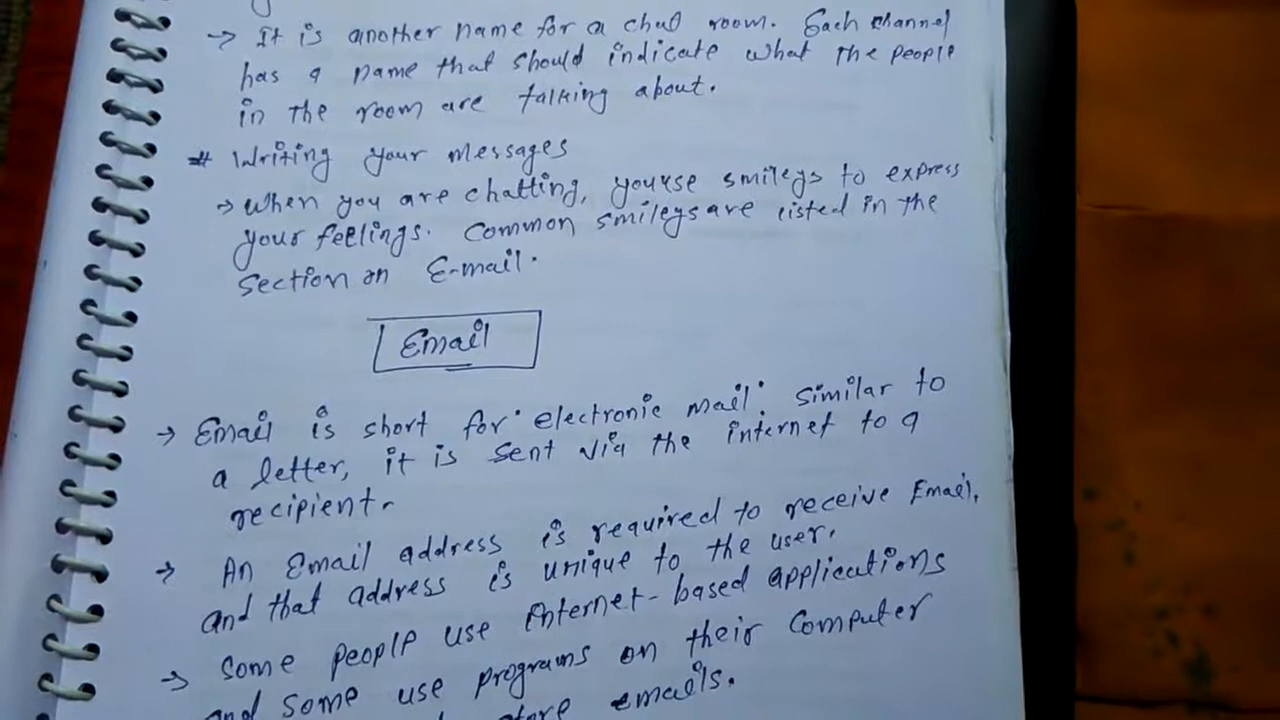 → It is another name for a chat room. Each channel
has a name that should indicate what the people
in the room are talking about.
# Writing your messages
→ When you are chatting, youuse smileys to express
your feelings. Common smileys are listed in the
section on E-mail.
Email
→ Email is short for electronic mail. similar to
a letter, it is sent via the internet to a
recipient.
→ An Email address is required to receive Email,
and that address is unique to the user.
→ Some people use internet-based applications
and some use programs on their computer
store emails.